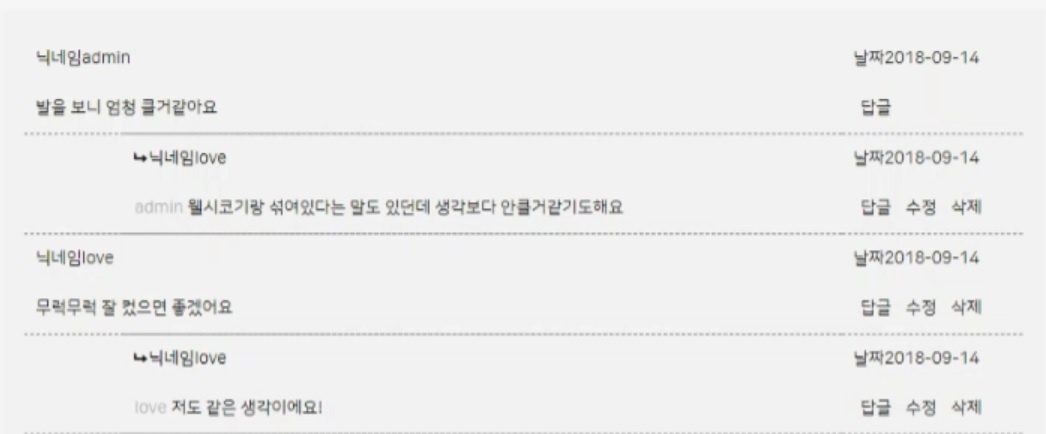 닉네임admin 날짜2018-09-14
발을 보니 엄청 클거같아요 답글
↳닉네임love 날짜2018-09-14
admin 웰시코기랑 섞여있다는 말도 있던데 생각보다 안클거같기도해요 답글 수정 삭제
닉네임love 날짜2018-09-14
무럭무럭 잘 컸으면 좋겠어요 답글 수정 삭제
↳닉네임love 날짜2018-09-14
love 저도 같은 생각이에요! 답글 수정 삭제